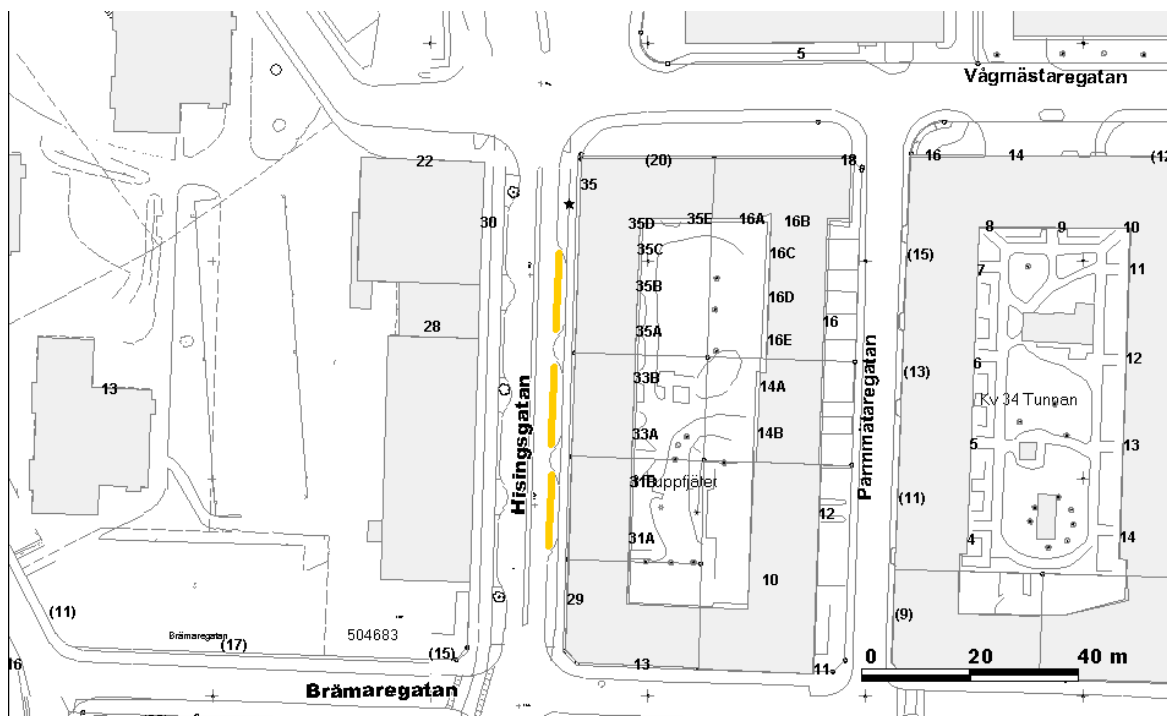 5
Vågmästaregatan
22
(20)
18
16
14
(12
35
30
35D
35E
16A
16B
8
9
10
35C
16C
(15)
7
11
35B
16D
28
35A
16E
16
6
12
13
33B
14A
(13)
Kv 34 Tunnan
33A
14B
5
13
Hisingsgatan
Parmmätaregatan
31B
uppfjäle
(11)
12
31A
4
14
10
29
(11)
Brämaregatan
(17)
504683
(15)
(9)
13
11
0 20 40 m
16
Brämaregatan